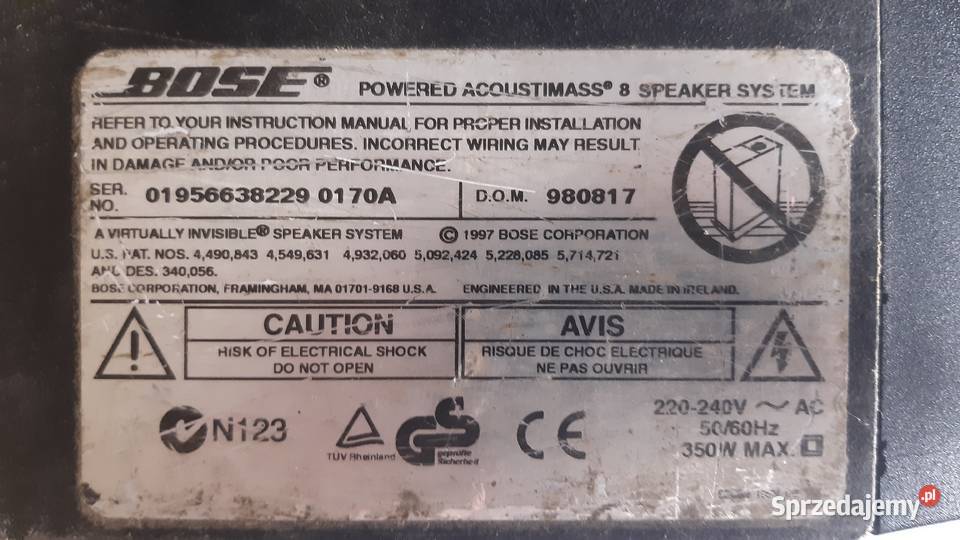 BOSE® POWERED ACOUSTIMASS® 8 SPEAKER SYSTEM
REFER TO YOUR INSTRUCTION MANUAL FOR PROPER INSTALLATION
AND OPERATING PROCEDURES. INCORRECT WIRING MAY RESULT
IN DAMAGE AND/OR POOR PERFORMANCE.
SER. NO. 01956638229 0170A D.O.M. 980817
A VIRTUALLY INVISIBLE® SPEAKER SYSTEM © 1997 BOSE CORPORATION
U.S. PAT. NOS. 4,490,843 4,549,631 4,932,060 5,092,424 5,228,085 5,714,721
AND DES. 340,056.
BOSE CORPORATION, FRAMINGHAM, MA 01701-9168 U.S.A. ENGINEERED IN THE U.S.A. MADE IN IRELAND.
CAUTION
RISK OF ELECTRICAL SHOCK
DO NOT OPEN
AVIS
RISQUE DE CHOC ELECTRIQUE
NE PAS OUVRIR
N123
TÜV Rheinland
GS
geprüfte
Sicherheit
CE
220-240V ~ AC
50/60Hz
350W MAX.
Sprzedajemy.pl